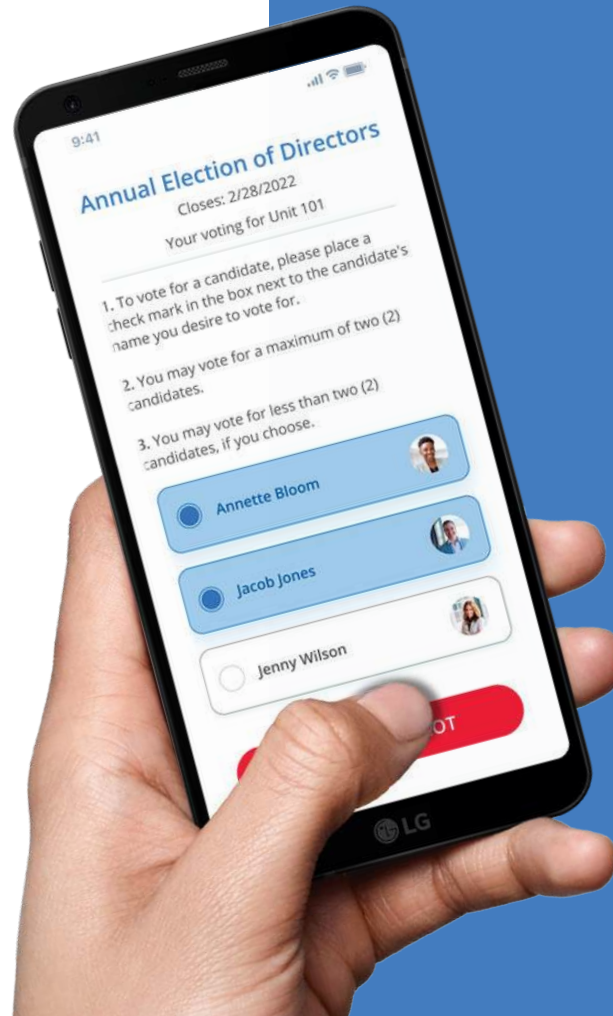 9:41
Annual Election of Directors
Closes: 2/28/2022
Your voting for Unit 101
1. To vote for a candidate, please place a
check mark in the box next to the candidate's
name you desire to vote for.
2. You may vote for a maximum of two (2)
candidates.
3. You may vote for less than two (2)
candidates, if you choose.
Annette Bloom
Jacob Jones
Jenny Wilson
OT
LG